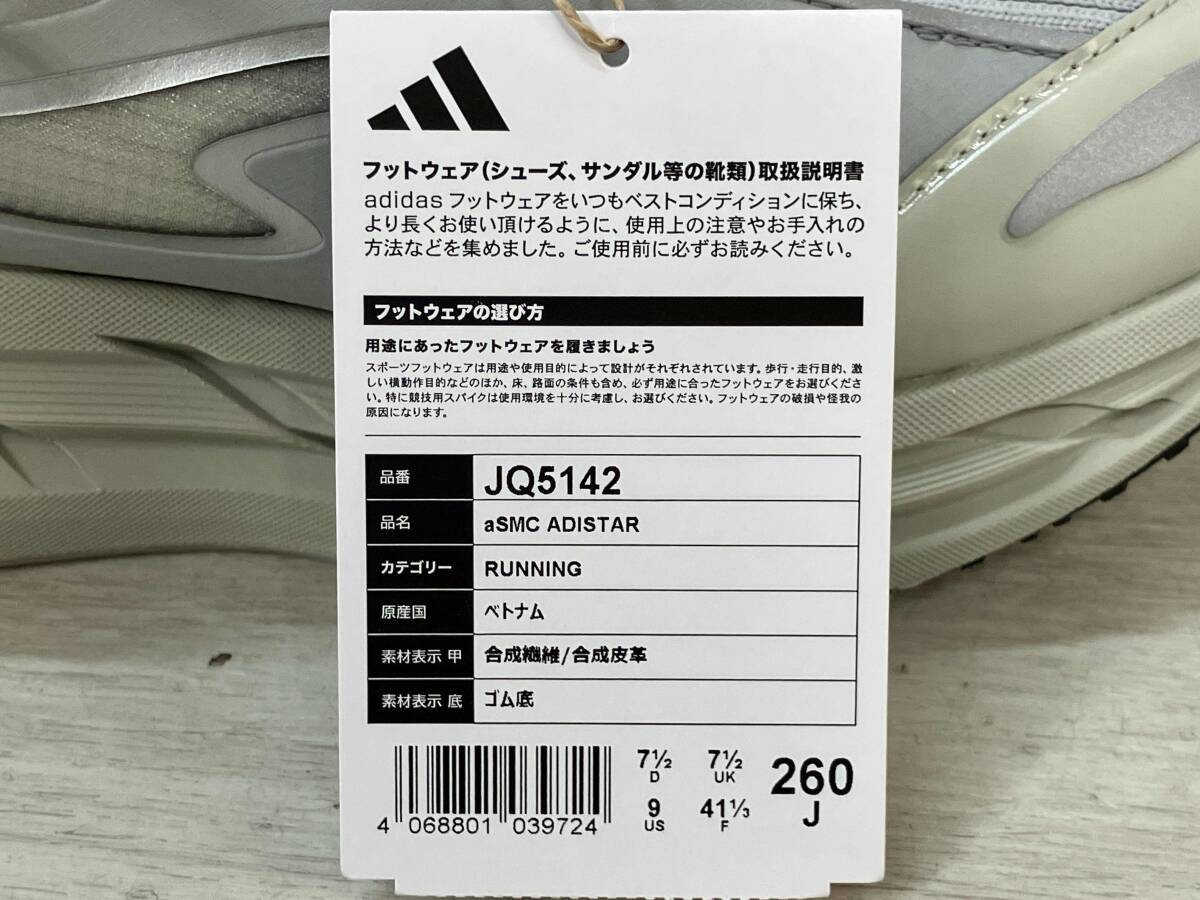 フットウェア(シューズ、サンダル等の靴類)取扱説明書
adidas フットウェアをいつもベストコンディションに保ち、
より長くお使い頂けるように、使用上の注意やお手入れの
方法などを集めました。ご使用前に必ずお読みください。
フットウェアの選び方
用途にあったフットウェアを履きましょう
スポーツフットウェアは用途や使用目的によって設計がそれぞれされています。歩行・走行目的、激
しい横動作目的などのほか、床、路面の条件も含め、必ず用途に合ったフットウェアをお選びくださ
い。特に競技用スパイクは使用環境を十分に考慮し、お選びください。フットウェアの破損や怪我の
原因になります。
品番 JQ5142
品名 aSMC ADISTAR
カテゴリー RUNNING
原産国 ベトナム
素材表示 甲 合成繊維/合成皮革
素材表示 底 ゴム底
4 068801 039724
7½ 7½
D UK
9 41⅓
US F
260
J